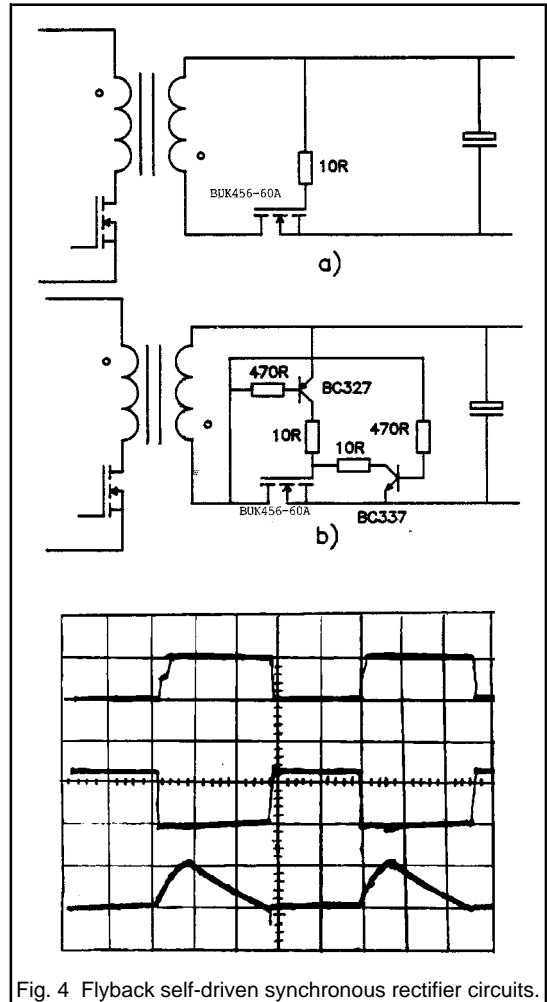 10R
BUK456-60A
a)
470R
BC327
10R
10R
470R
BUK456-60A
b)
BC337
Fig. 4 Flyback self-driven synchronous rectifier circuits.